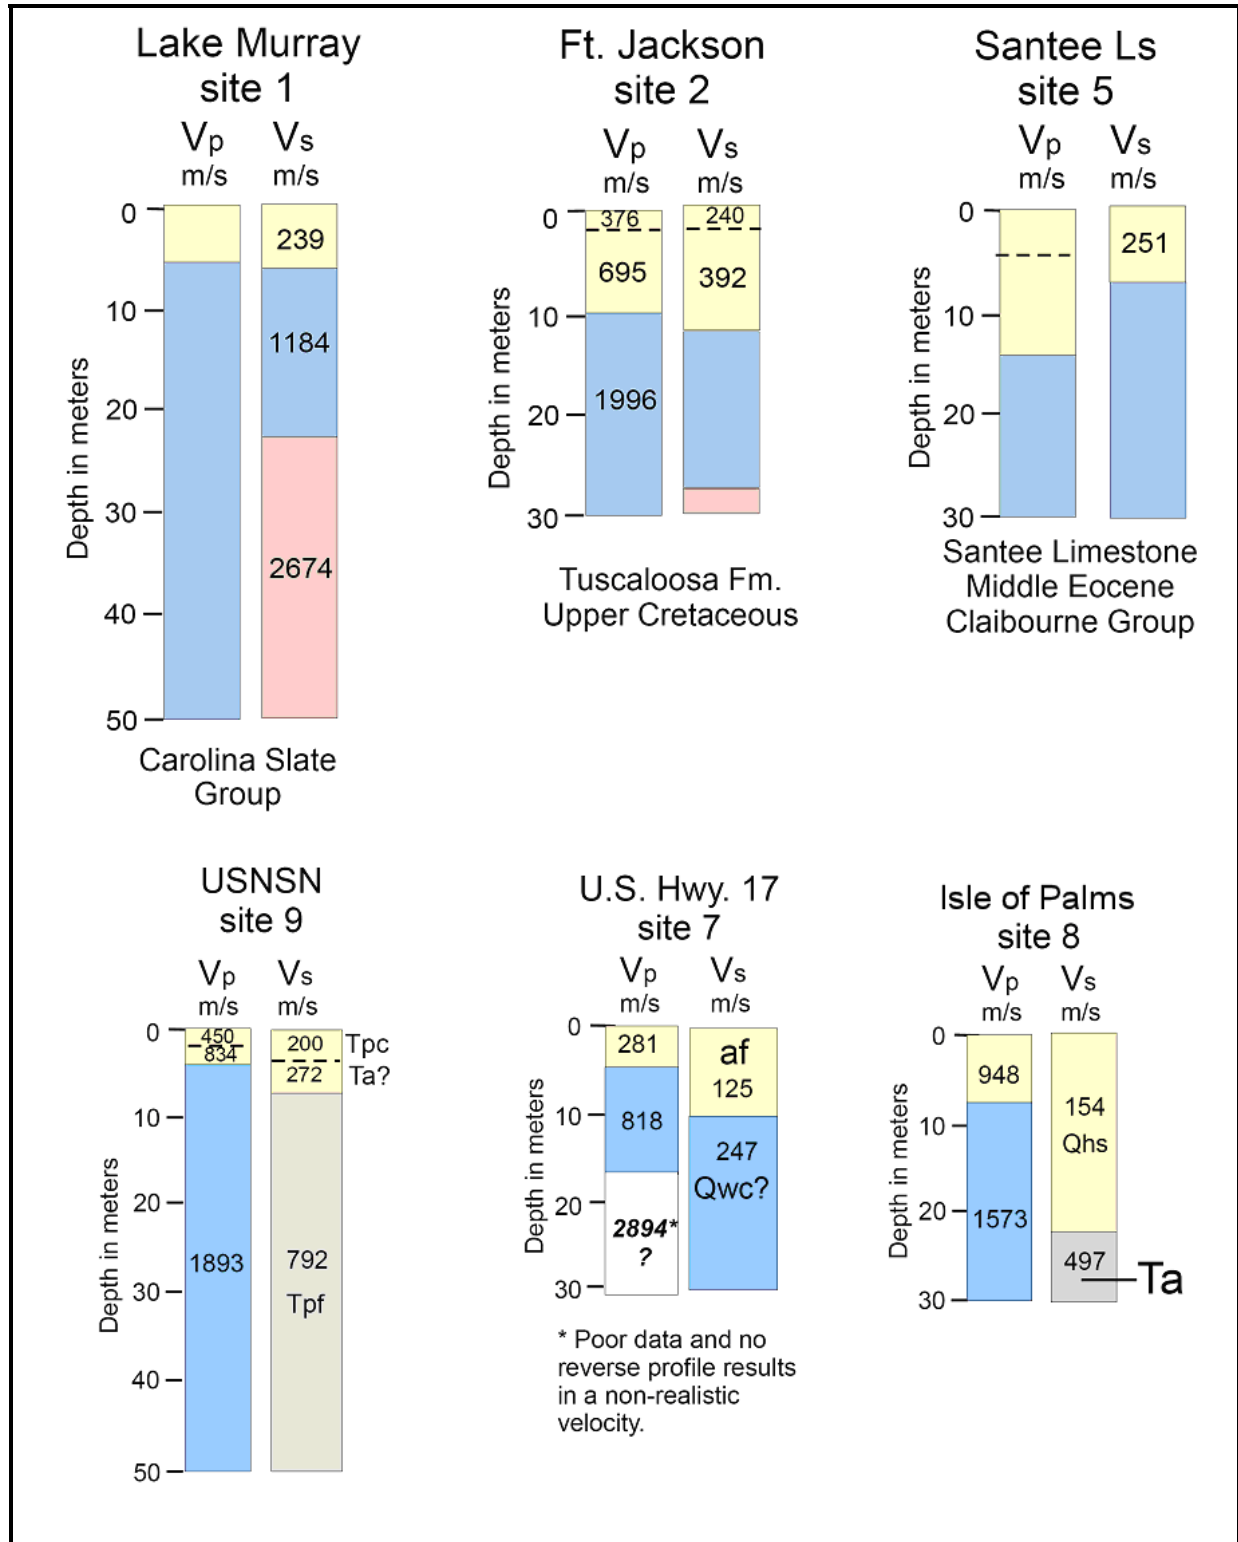 Lake Murray
site 1
Vp
Vs
m/s
m/s
0
10
20
30
40
50
Depth in meters
239
1184
2674
Carolina Slate
Group
Ft. Jackson
site 2
Vp
Vs
m/s
m/s
0
10
20
30
Depth in meters
376
695
1996
240
392
Tuscaloosa Fm.
Upper Cretaceous
Santee Ls
site 5
Vp
Vs
m/s
m/s
0
10
20
30
Depth in meters
251
Santee Limestone
Middle Eocene
Claibourne Group
USNSN
site 9
Vp
Vs
m/s
m/s
0
10
20
30
40
50
Depth in meters
450
834
1893
200
272
792
Tpf
Tpc
Ta?
U.S. Hwy. 17
site 7
Vp
Vs
m/s
m/s
0
10
20
30
Depth in meters
281
818
2894*
?
af
125
247
Qwc?
* Poor data and no
reverse profile results
in a non-realistic
velocity.
Isle of Palms
site 8
Vp
Vs
m/s
m/s
0
10
20
30
Depth in meters
948
1573
154
Qhs
497
Ta